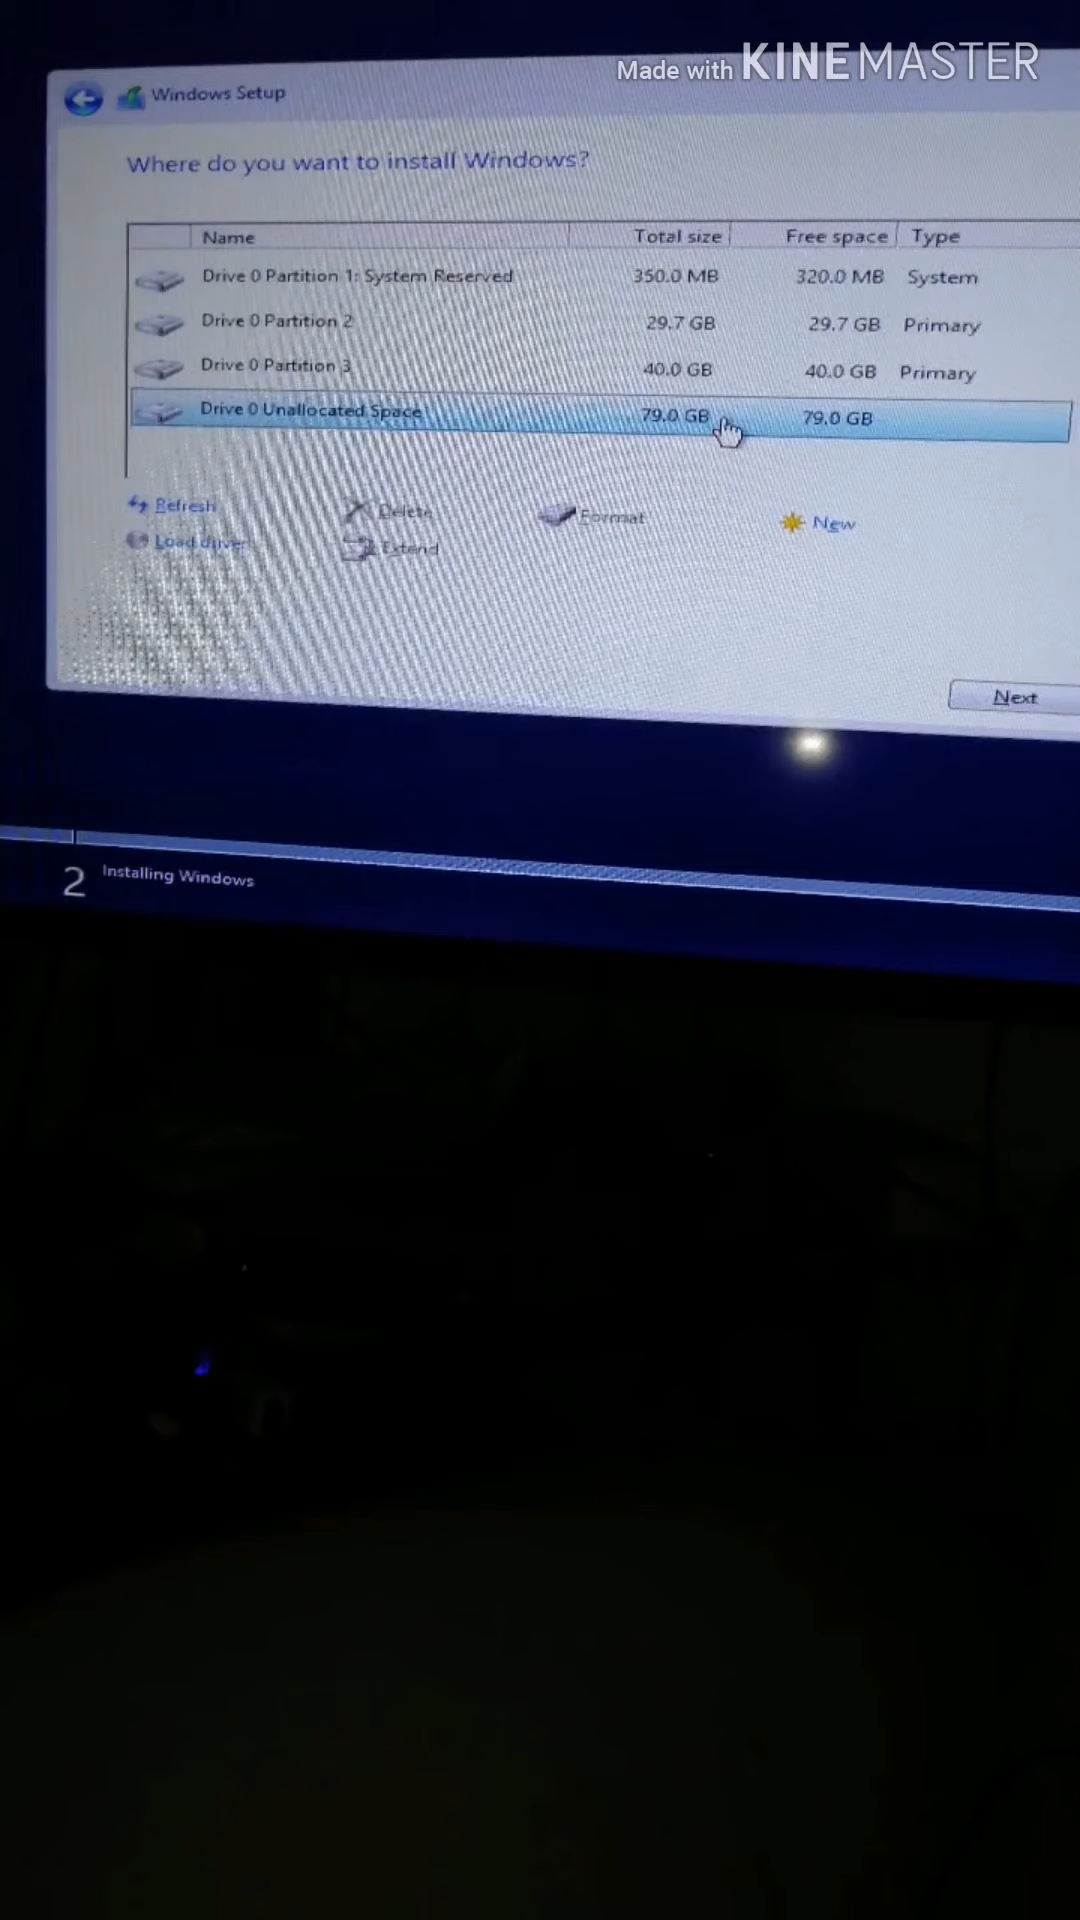 Made with KINEMASTER
Windows Setup
Where do you want to install Windows?
Name Total size Free space Type
Drive 0 Partition 1: System Reserved 350.0 MB 320.0 MB System
Drive 0 Partition 2 29.7 GB 29.7 GB Primary
Drive 0 Partition 3 40.0 GB 40.0 GB Primary
Drive 0 Unallocated Space 79.0 GB 79.0 GB
Refresh Delete Format New
Load driver Extend
Next
2 Installing Windows